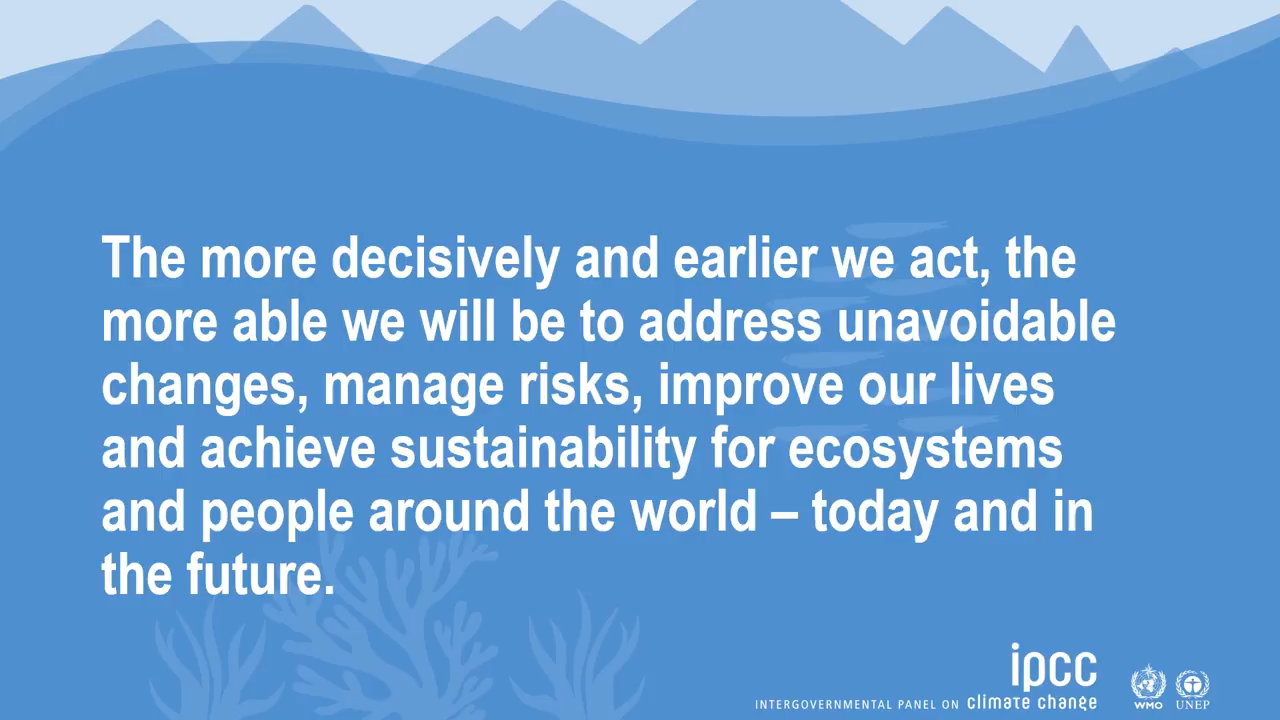 The more decisively and earlier we act, the
more able we will be to address unavoidable
changes, manage risks, improve our lives
and achieve sustainability for ecosystems
and people around the world – today and in
the future.
ipcc
INTERGOVERNMENTAL PANEL ON climate change
WMO
UNEP